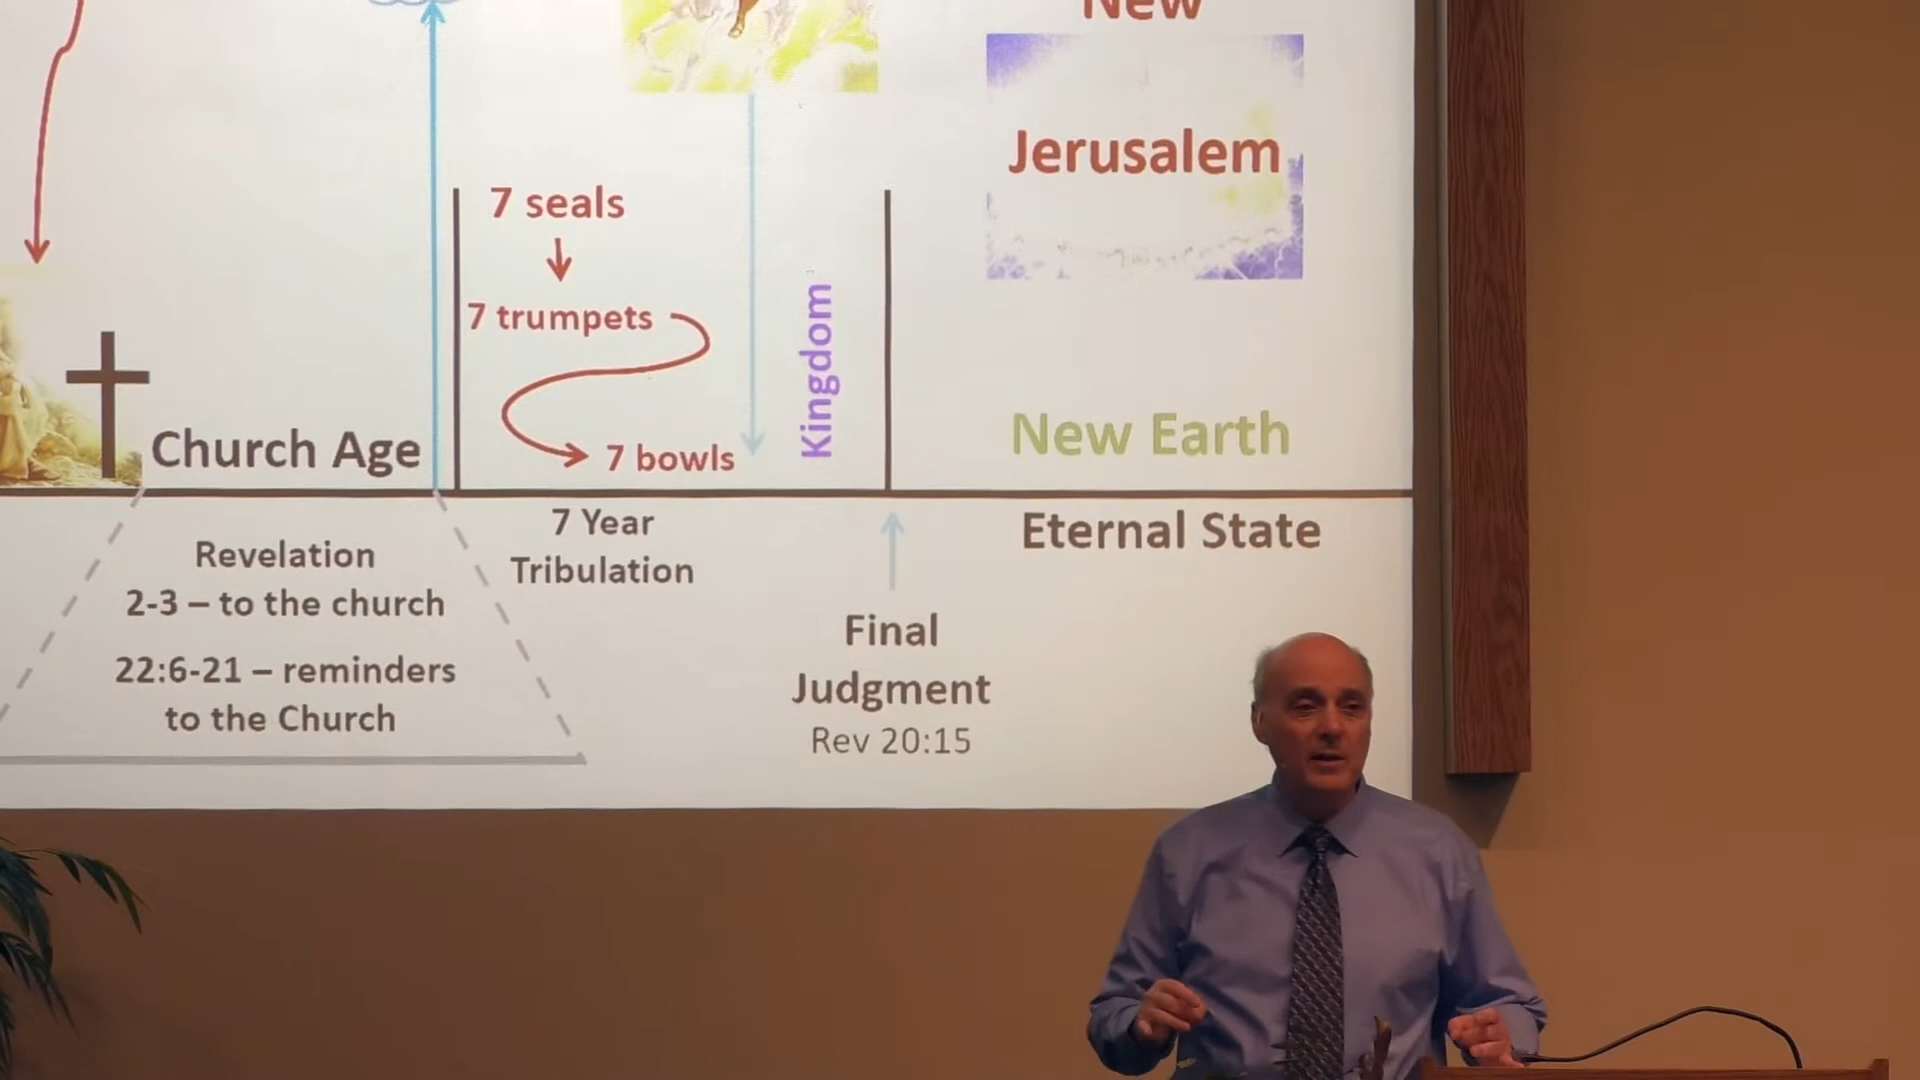 New
Jerusalem
7 seals
7 trumpets
Kingdom
Church Age
7 bowls
New Earth
7 Year
Tribulation
Eternal State
Revelation
2-3 – to the church
22:6-21 – reminders
to the Church
Final
Judgment
Rev 20:15